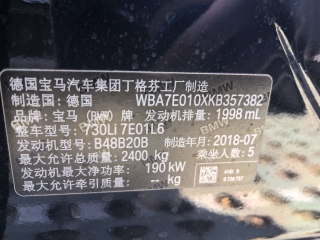 德国宝马汽车集团丁格芬工厂制造
制造国：德国 WBA7E010XKB357382
品牌：宝马（BMW）牌 发动机排量：1998 mL
整车型号：730Li 7E01L6
发动机型号：B48B20B 制造年月：2018-07
最大允许总质量：2400 kg 乘坐人数：5
发动机最大净功率：190 kW
最大允许牵引质量：-- kg